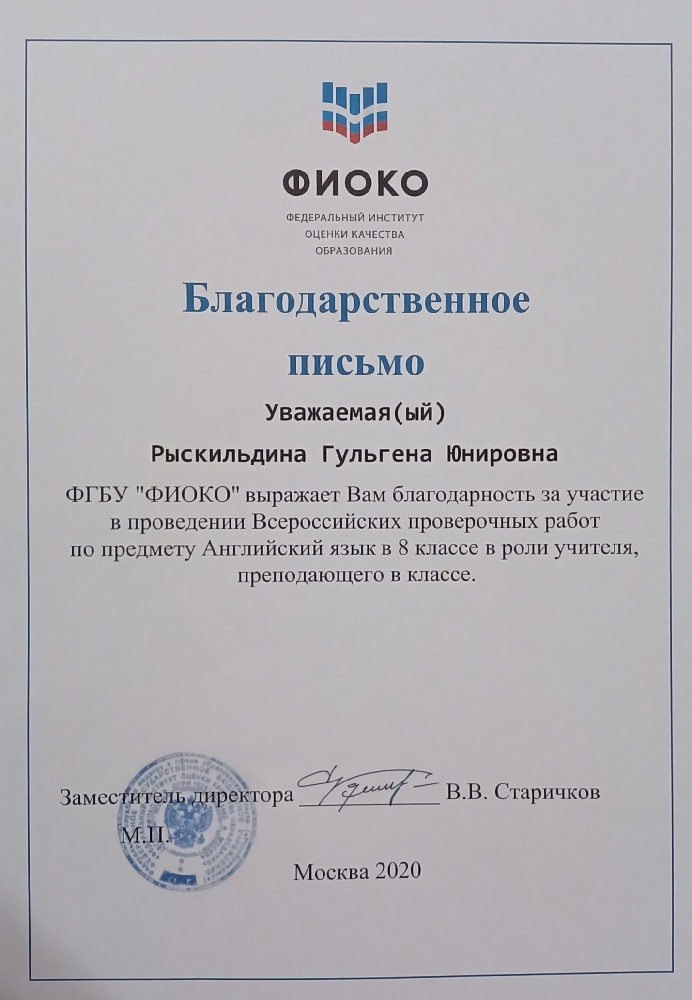 ФИОКО
ФЕДЕРАЛЬНЫЙ ИНСТИТУТ
ОЦЕНКИ КАЧЕСТВА
ОБРАЗОВАНИЯ
Благодарственное
письмо
Уважаемая(ый)
Рыскильдина Гульгена Юнировна
ФГБУ "ФИОКО" выражает Вам благодарность за участие
в проведении Всероссийских проверочных работ
по предмету Английский язык в 8 классе в роли учителя,
преподающего в классе.
Заместитель директора В.В. Старичков
М.П.
Москва 2020